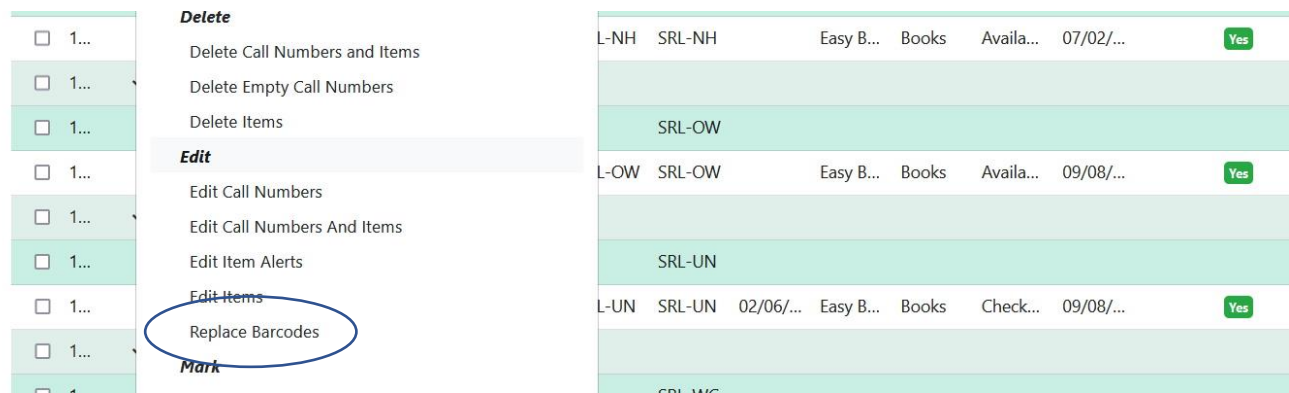 Delete
1... L-NH SRL-NH Easy B... Books Availa... 07/02/... Yes
Delete Call Numbers and Items
1...
Delete Empty Call Numbers
1... SRL-OW
Delete Items
Edit
1... L-OW SRL-OW Easy B... Books Availa... 09/08/... Yes
Edit Call Numbers
1...
Edit Call Numbers And Items
1... SRL-UN
Edit Item Alerts
Edit Items
1... L-UN SRL-UN 02/06/... Easy B... Books Check... 09/08/... Yes
Replace Barcodes
1...
Mark